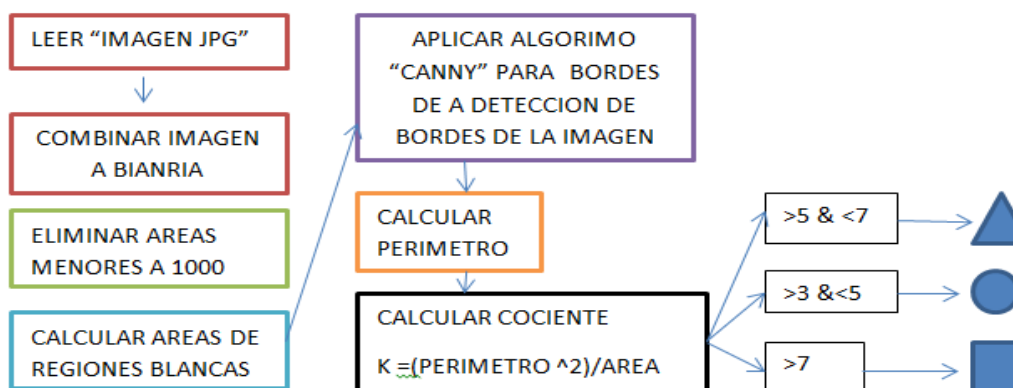 LEER “IMAGEN JPG”
COMBINAR IMAGEN
A BIANRIA
ELIMINAR AREAS
MENORES A 1000
CALCULAR AREAS DE
REGIONES BLANCAS
APLICAR ALGORIMO
“CANNY” PARA BORDES
DE A DETECCION DE
BORDES DE LA IMAGEN
CALCULAR
PERIMETRO
CALCULAR COCIENTE
K =(PERIMETRO ^2)/AREA
>5 & <7
>3 &<5
>7